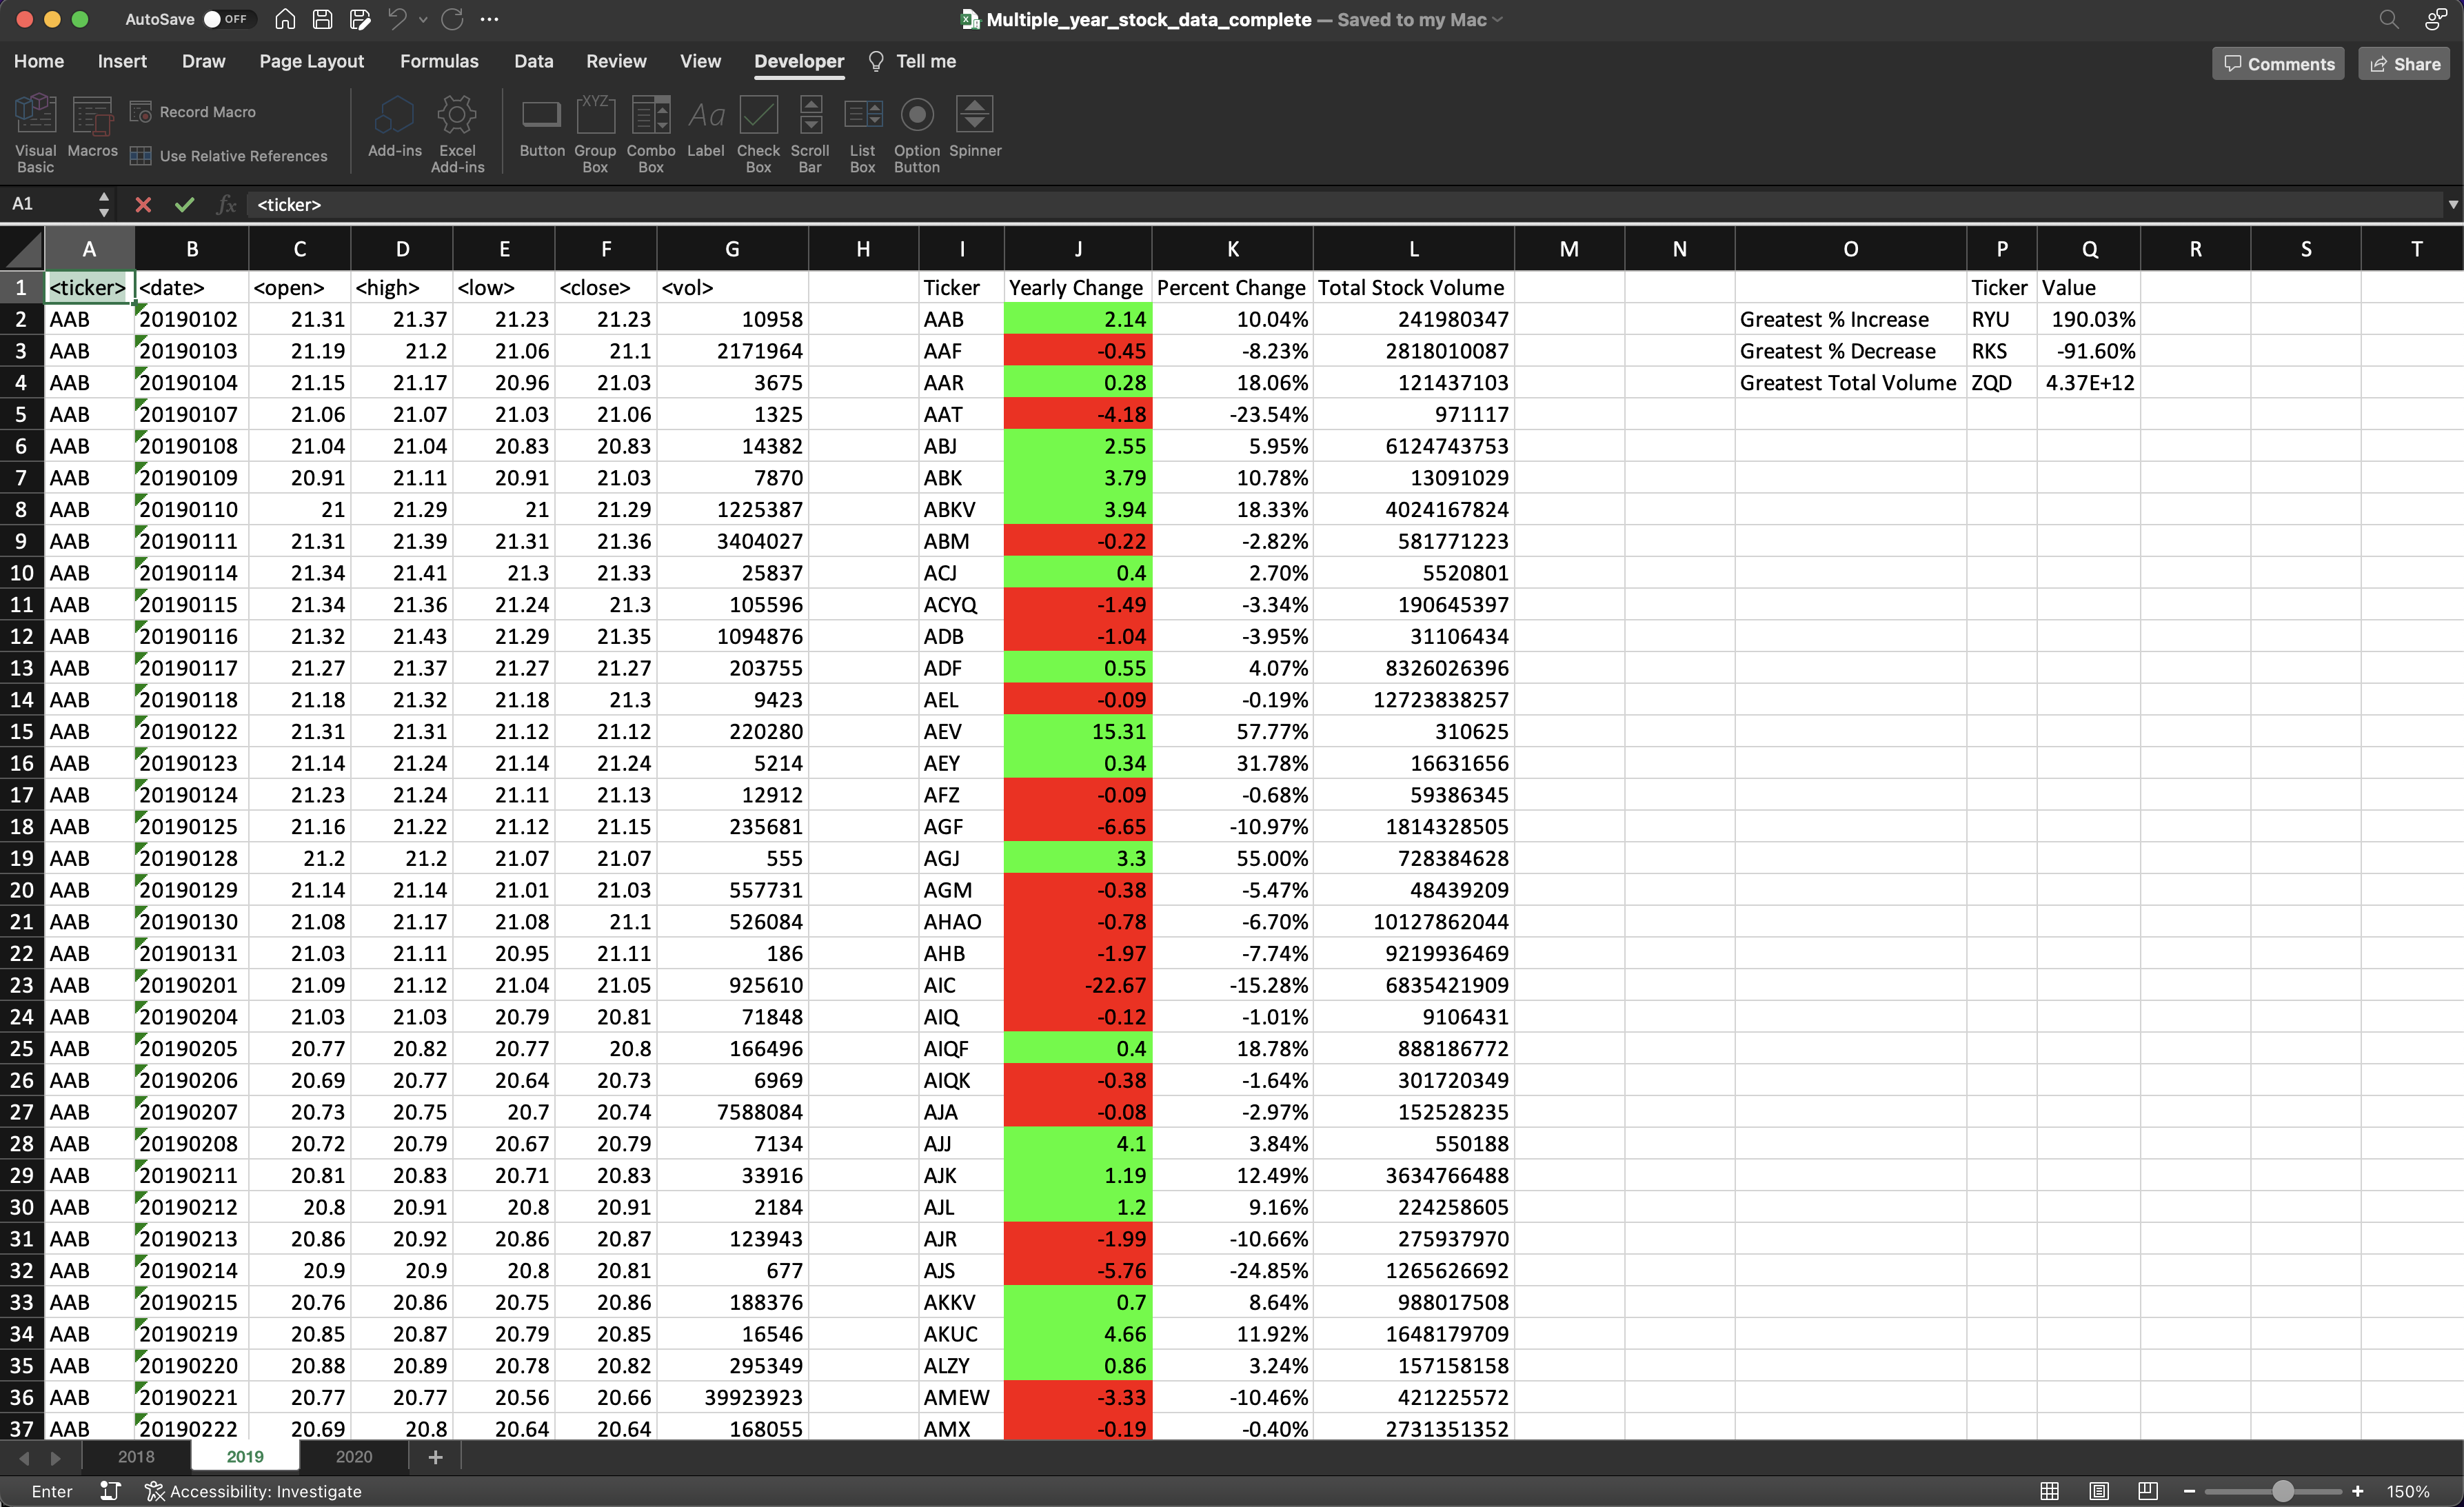 AutoSave OFF Multiple_year_stock_data_complete — Saved to my Mac
Home Insert Draw Page Layout Formulas Data Review View Developer Tell me Comments Share
Visual Basic Macros Record Macro Use Relative References Add-ins Excel Add-ins Button XYZ Group Box Combo Box Aa Label Check Box Scroll Bar List Box Option Button Spinner
A1 fx <ticker>
A B C D E F G H I J K L M N O P Q R S T
1 <ticker> <date> <open> <high> <low> <close> <vol> Ticker Yearly Change Percent Change Total Stock Volume Ticker Value
2 AAB 20190102 21.31 21.37 21.23 21.23 10958 AAB 2.14 10.04% 241980347 Greatest % Increase RYU 190.03%
3 AAB 20190103 21.19 21.2 21.06 21.1 2171964 AAF -0.45 -8.23% 2818010087 Greatest % Decrease RKS -91.60%
4 AAB 20190104 21.15 21.17 20.96 21.03 3675 AAR 0.28 18.06% 121437103 Greatest Total Volume ZQD 4.37E+12
5 AAB 20190107 21.06 21.07 21.03 21.06 1325 AAT -4.18 -23.54% 971117
6 AAB 20190108 21.04 21.04 20.83 20.83 14382 ABJ 2.55 5.95% 6124743753
7 AAB 20190109 20.91 21.11 20.91 21.03 7870 ABK 3.79 10.78% 13091029
8 AAB 20190110 21 21.29 21 21.29 1225387 ABKV 3.94 18.33% 4024167824
9 AAB 20190111 21.31 21.39 21.31 21.36 3404027 ABM -0.22 -2.82% 581771223
10 AAB 20190114 21.34 21.41 21.3 21.33 25837 ACJ 0.4 2.70% 5520801
11 AAB 20190115 21.34 21.36 21.24 21.3 105596 ACYQ -1.49 -3.34% 190645397
12 AAB 20190116 21.32 21.43 21.29 21.35 1094876 ADB -1.04 -3.95% 31106434
13 AAB 20190117 21.27 21.37 21.27 21.27 203755 ADF 0.55 4.07% 8326026396
14 AAB 20190118 21.18 21.32 21.18 21.3 9423 AEL -0.09 -0.19% 12723838257
15 AAB 20190122 21.31 21.31 21.12 21.12 220280 AEV 15.31 57.77% 310625
16 AAB 20190123 21.14 21.24 21.14 21.24 5214 AEY 0.34 31.78% 16631656
17 AAB 20190124 21.23 21.24 21.11 21.13 12912 AFZ -0.09 -0.68% 59386345
18 AAB 20190125 21.16 21.22 21.12 21.15 235681 AGF -6.65 -10.97% 1814328505
19 AAB 20190128 21.2 21.2 21.07 21.07 555 AGJ 3.3 55.00% 728384628
20 AAB 20190129 21.14 21.14 21.01 21.03 557731 AGM -0.38 -5.47% 48439209
21 AAB 20190130 21.08 21.17 21.08 21.1 526084 AHAO -0.78 -6.70% 10127862044
22 AAB 20190131 21.03 21.11 20.95 21.11 186 AHB -1.97 -7.74% 9219936469
23 AAB 20190201 21.09 21.12 21.04 21.05 925610 AIC -22.67 -15.28% 6835421909
24 AAB 20190204 21.03 21.03 20.79 20.81 71848 AIQ -0.12 -1.01% 9106431
25 AAB 20190205 20.77 20.82 20.77 20.8 166496 AIQF 0.4 18.78% 888186772
26 AAB 20190206 20.69 20.77 20.64 20.73 6969 AIQK -0.38 -1.64% 301720349
27 AAB 20190207 20.73 20.75 20.7 20.74 7588084 AJA -0.08 -2.97% 152528235
28 AAB 20190208 20.72 20.79 20.67 20.79 7134 AJJ 4.1 3.84% 550188
29 AAB 20190211 20.81 20.83 20.71 20.83 33916 AJK 1.19 12.49% 3634766488
30 AAB 20190212 20.8 20.91 20.8 20.91 2184 AJL 1.2 9.16% 224258605
31 AAB 20190213 20.86 20.92 20.86 20.87 123943 AJR -1.99 -10.66% 275937970
32 AAB 20190214 20.9 20.9 20.8 20.81 677 AJS -5.76 -24.85% 1265626692
33 AAB 20190215 20.76 20.86 20.75 20.86 188376 AKKV 0.7 8.64% 988017508
34 AAB 20190219 20.85 20.87 20.79 20.85 16546 AKUC 4.66 11.92% 1648179709
35 AAB 20190220 20.88 20.89 20.78 20.82 295349 ALZY 0.86 3.24% 157158158
36 AAB 20190221 20.77 20.77 20.56 20.66 39923923 AMEW -3.33 -10.46% 421225572
37 AAB 20190222 20.69 20.8 20.64 20.64 168055 AMX -0.19 -0.40% 2731351352
2018 2019 2020 +
Enter Accessibility: Investigate 150%